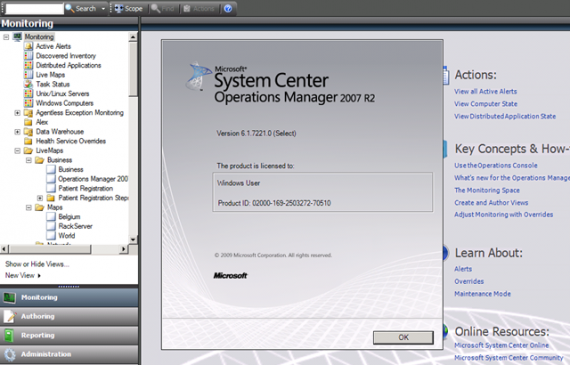 Search
Scope
Find
Actions
Monitoring
Monitoring
Active Alerts
Discovered Inventory
Distributed Applications
Live Maps
Task Status
Unix/Linux Servers
Windows Computers
Agentless Exception Monitoring
Alex
Data Warehouse
Health Service Overrides
LiveMaps
Business
Business
Operations Manager 200
Patient Registration
Patient Registration Step
Maps
Belgium
RackServer
World
Show or Hide Views...
New View
Monitoring
Authoring
Reporting
Administration
Microsoft
System Center
Operations Manager 2007 R2
Version 6.1.7221.0 (Select)
The product is licensed to:
Windows User
Product ID: 02000-169-2503272-70510
© 2009 Microsoft Corporation. All rights reserved.
Microsoft
OK
Actions:
View all Active Alerts
View Computer State
View Distributed Application State
Key Concepts & How-
Use the Operations Console
What's new for the Operations Manage
The Monitoring Space
Create and Author Views
Adjust Monitoring with Overrides
Learn About:
Alerts
Overrides
Maintenance Mode
Online Resources:
Microsoft System Center Online
Microsoft System Center Community